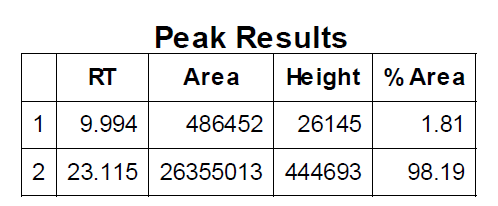 Peak Results
RT Area Height % Area
1 9.994 486452 26145 1.81
2 23.115 26355013 444693 98.19